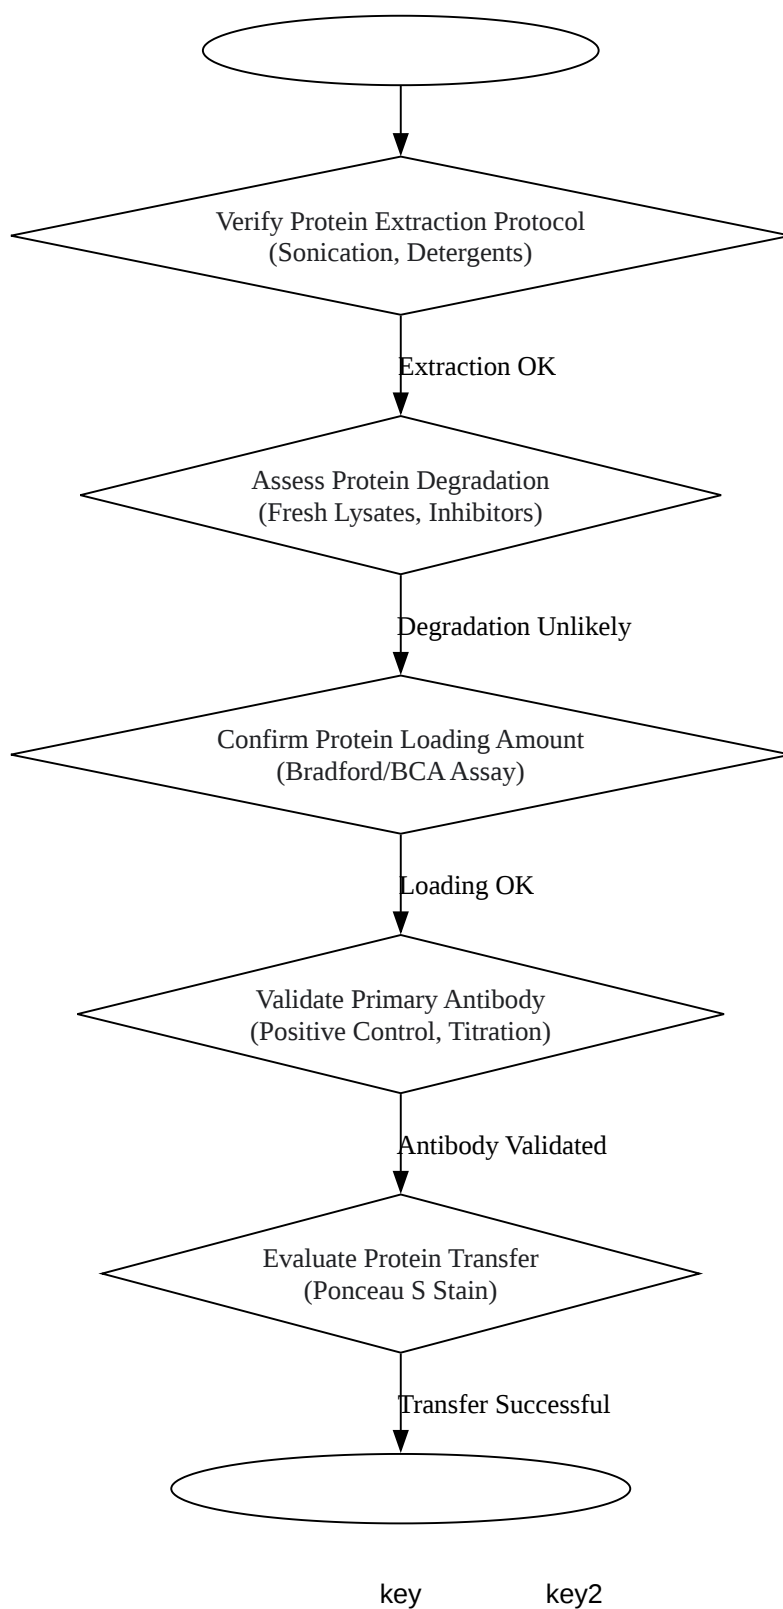 Verify Protein Extraction Protocol
(Sonication, Detergents)
Extraction OK
Assess Protein Degradation
(Fresh Lysates, Inhibitors)
Degradation Unlikely
Confirm Protein Loading Amount
(Bradford/BCA Assay)
Loading OK
Validate Primary Antibody
(Positive Control, Titration)
Antibody Validated
Evaluate Protein Transfer
(Ponceau S Stain)
Transfer Successful
key key2